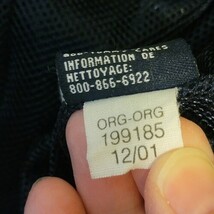 INFORMATION DE
NETTOYAGE:
800-866-6922
ORG-ORG
199185
12/01